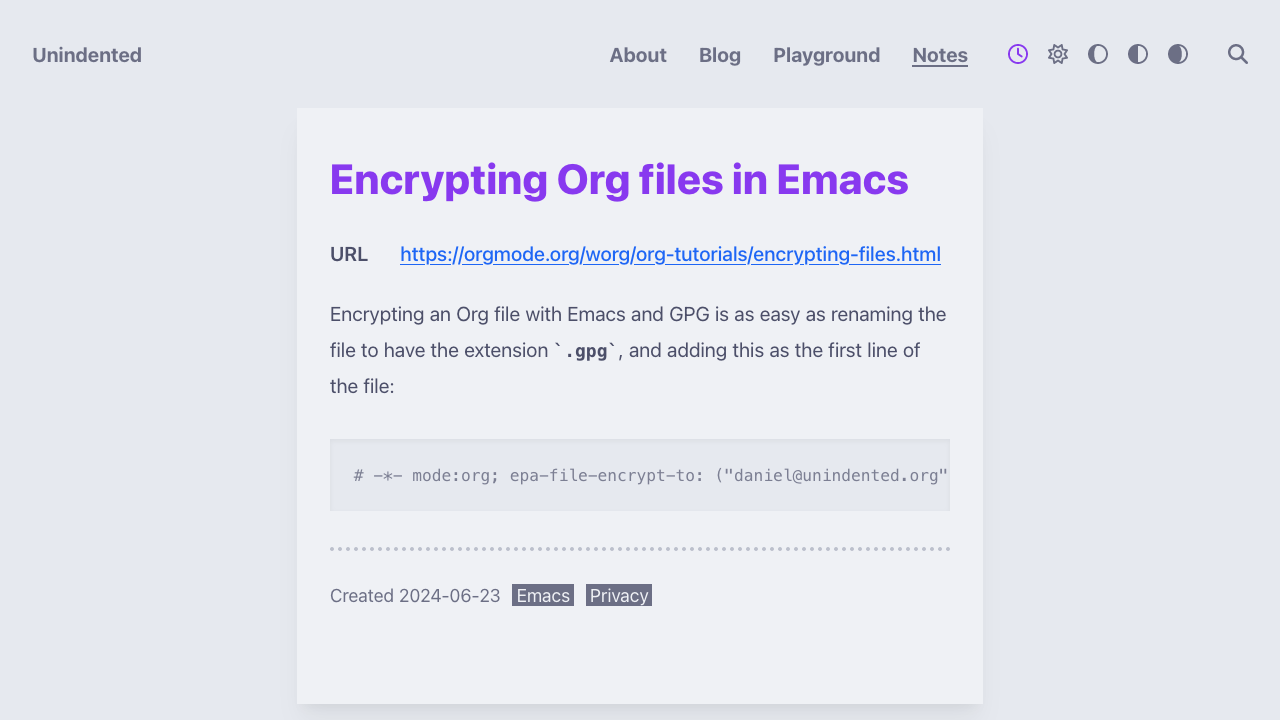 Unindented
About Blog Playground Notes
Encrypting Org files in Emacs
URL https://orgmode.org/worg/org-tutorials/encrypting-files.html
Encrypting an Org file with Emacs and GPG is as easy as renaming the
file to have the extension `.gpg`, and adding this as the first line of
the file:
# -*- mode:org; epa-file-encrypt-to: ("daniel@unindented.org"
Created 2024-06-23 Emacs Privacy